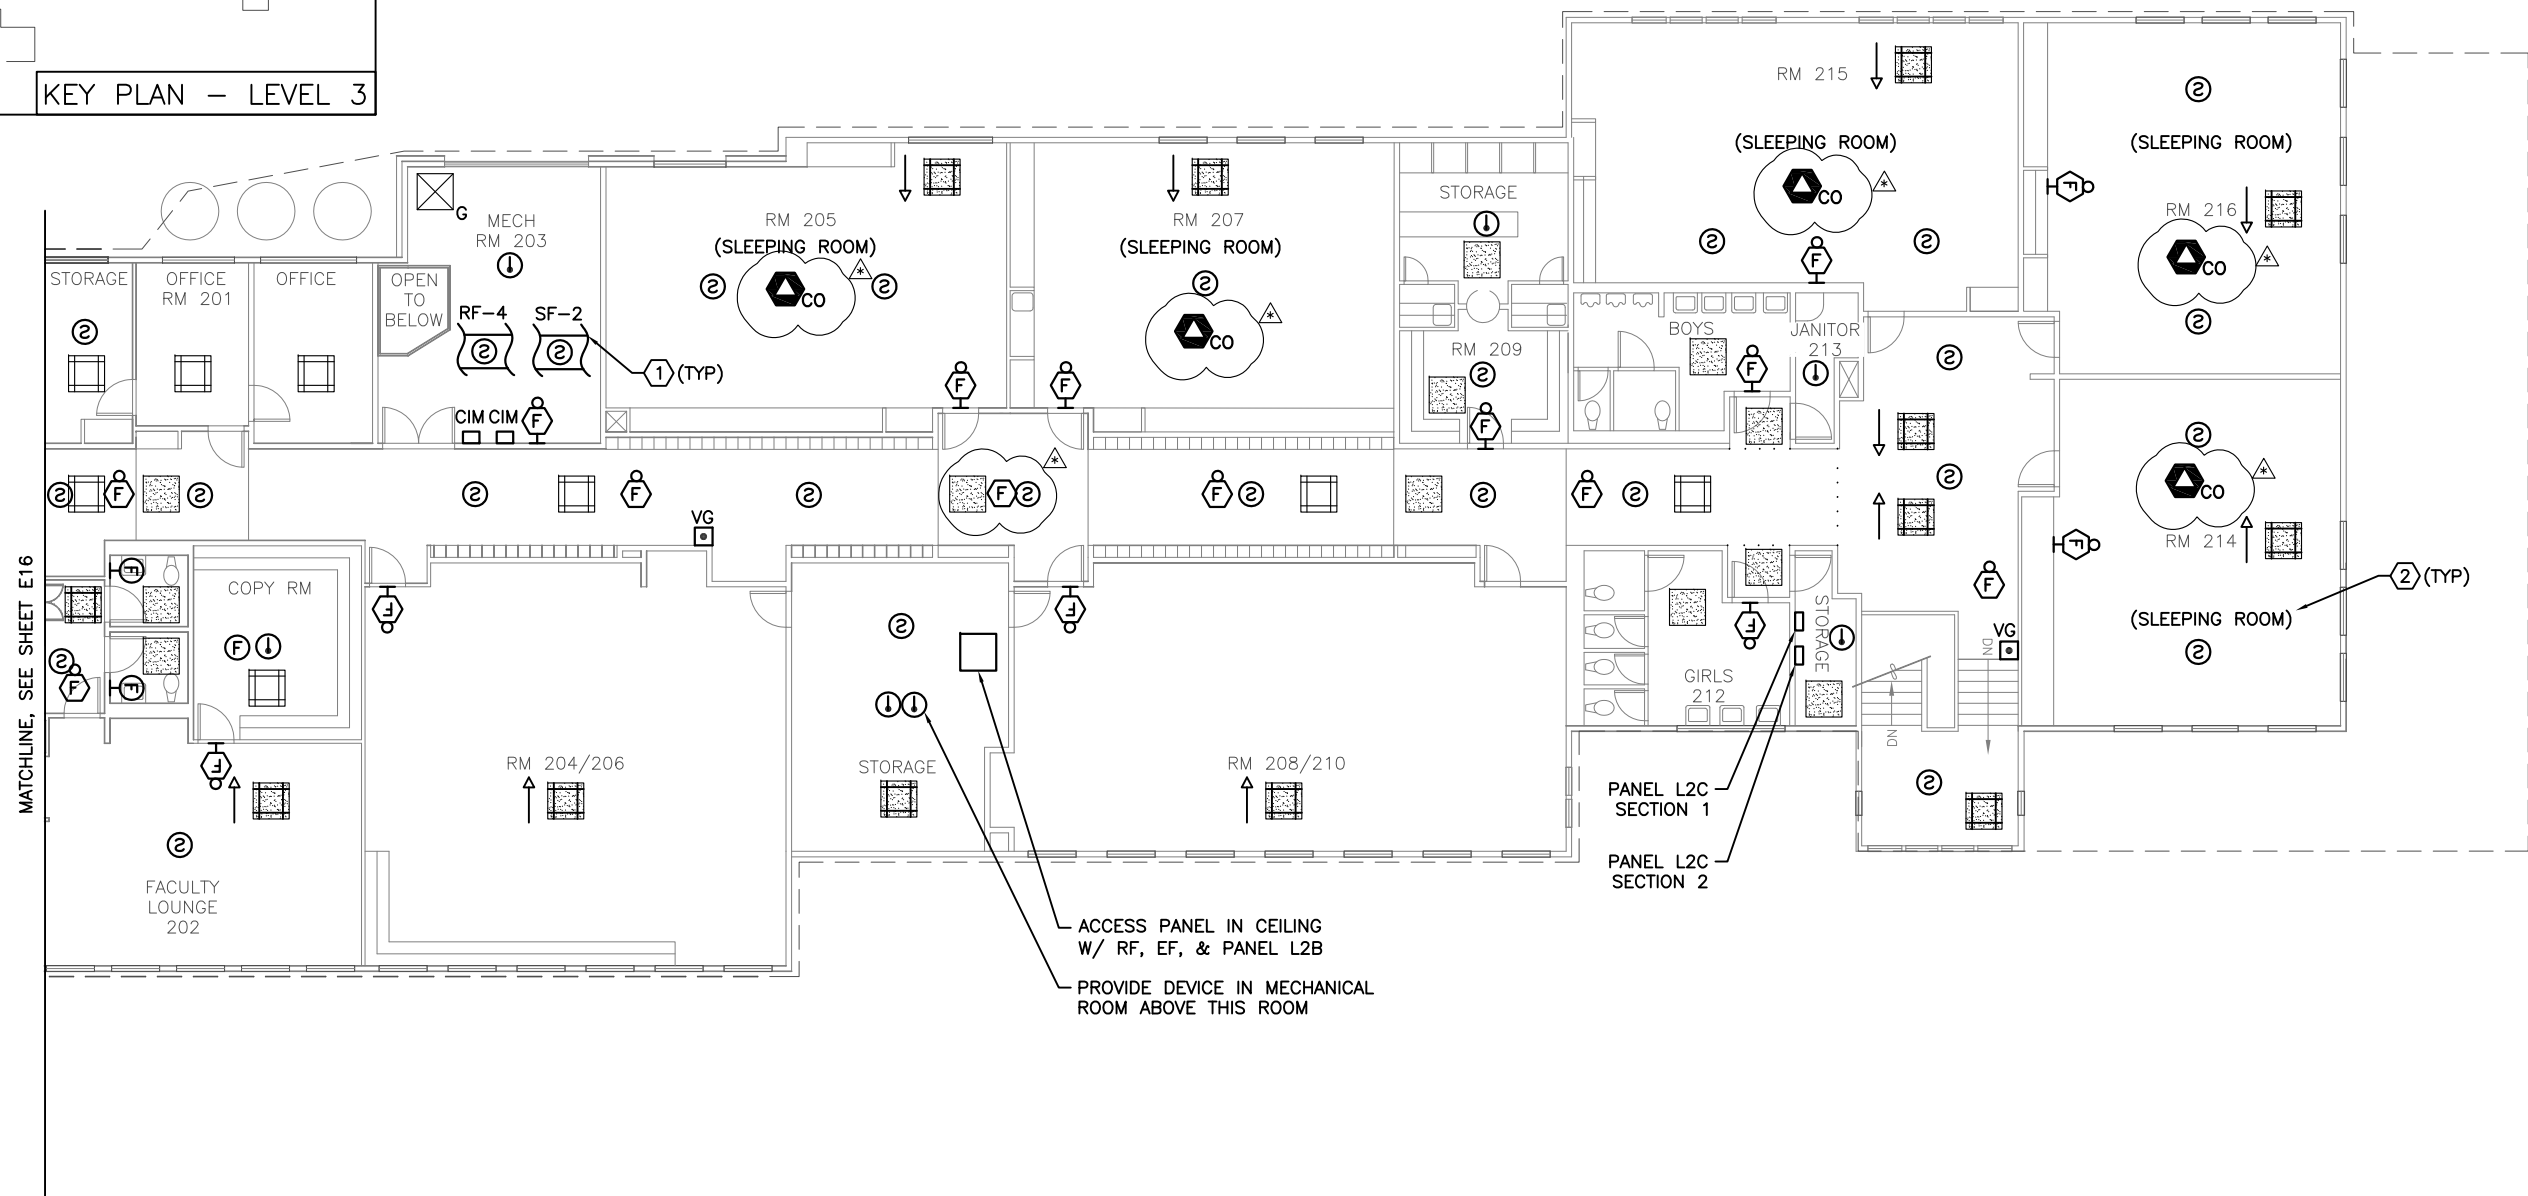 KEY PLAN – LEVEL 3
RM 215
(SLEEPING ROOM)
CO
*
(SLEEPING ROOM)
RM 216
CO
*
MECH
RM 203
G
RM 205
(SLEEPING ROOM)
CO
*
RM 207
(SLEEPING ROOM)
CO
*
STORAGE
STORAGE
OFFICE
RM 201
OFFICE
OPEN
TO
BELOW
RF-4
SF-2
1 (TYP)
CIM CIM F
F
F
RM 209
F
BOYS
F
JANITOR
213
F
F
S
F
S
S
F
S
F S
*
F S
S
F S
S
VG
CO
*
RM 214
F
(SLEEPING ROOM)
2 (TYP)
MATCHLINE, SEE SHEET E16
F
F
F
COPY RM
F
F
F
F
S
STORAGE
RM 204/206
RM 208/210
GIRLS
212
F
STORAGE
F
VG
DN
DN
S
FACULTY
LOUNGE
202
PANEL L2C
SECTION 1
PANEL L2C
SECTION 2
ACCESS PANEL IN CEILING
W/ RF, EF, & PANEL L2B
PROVIDE DEVICE IN MECHANICAL
ROOM ABOVE THIS ROOM